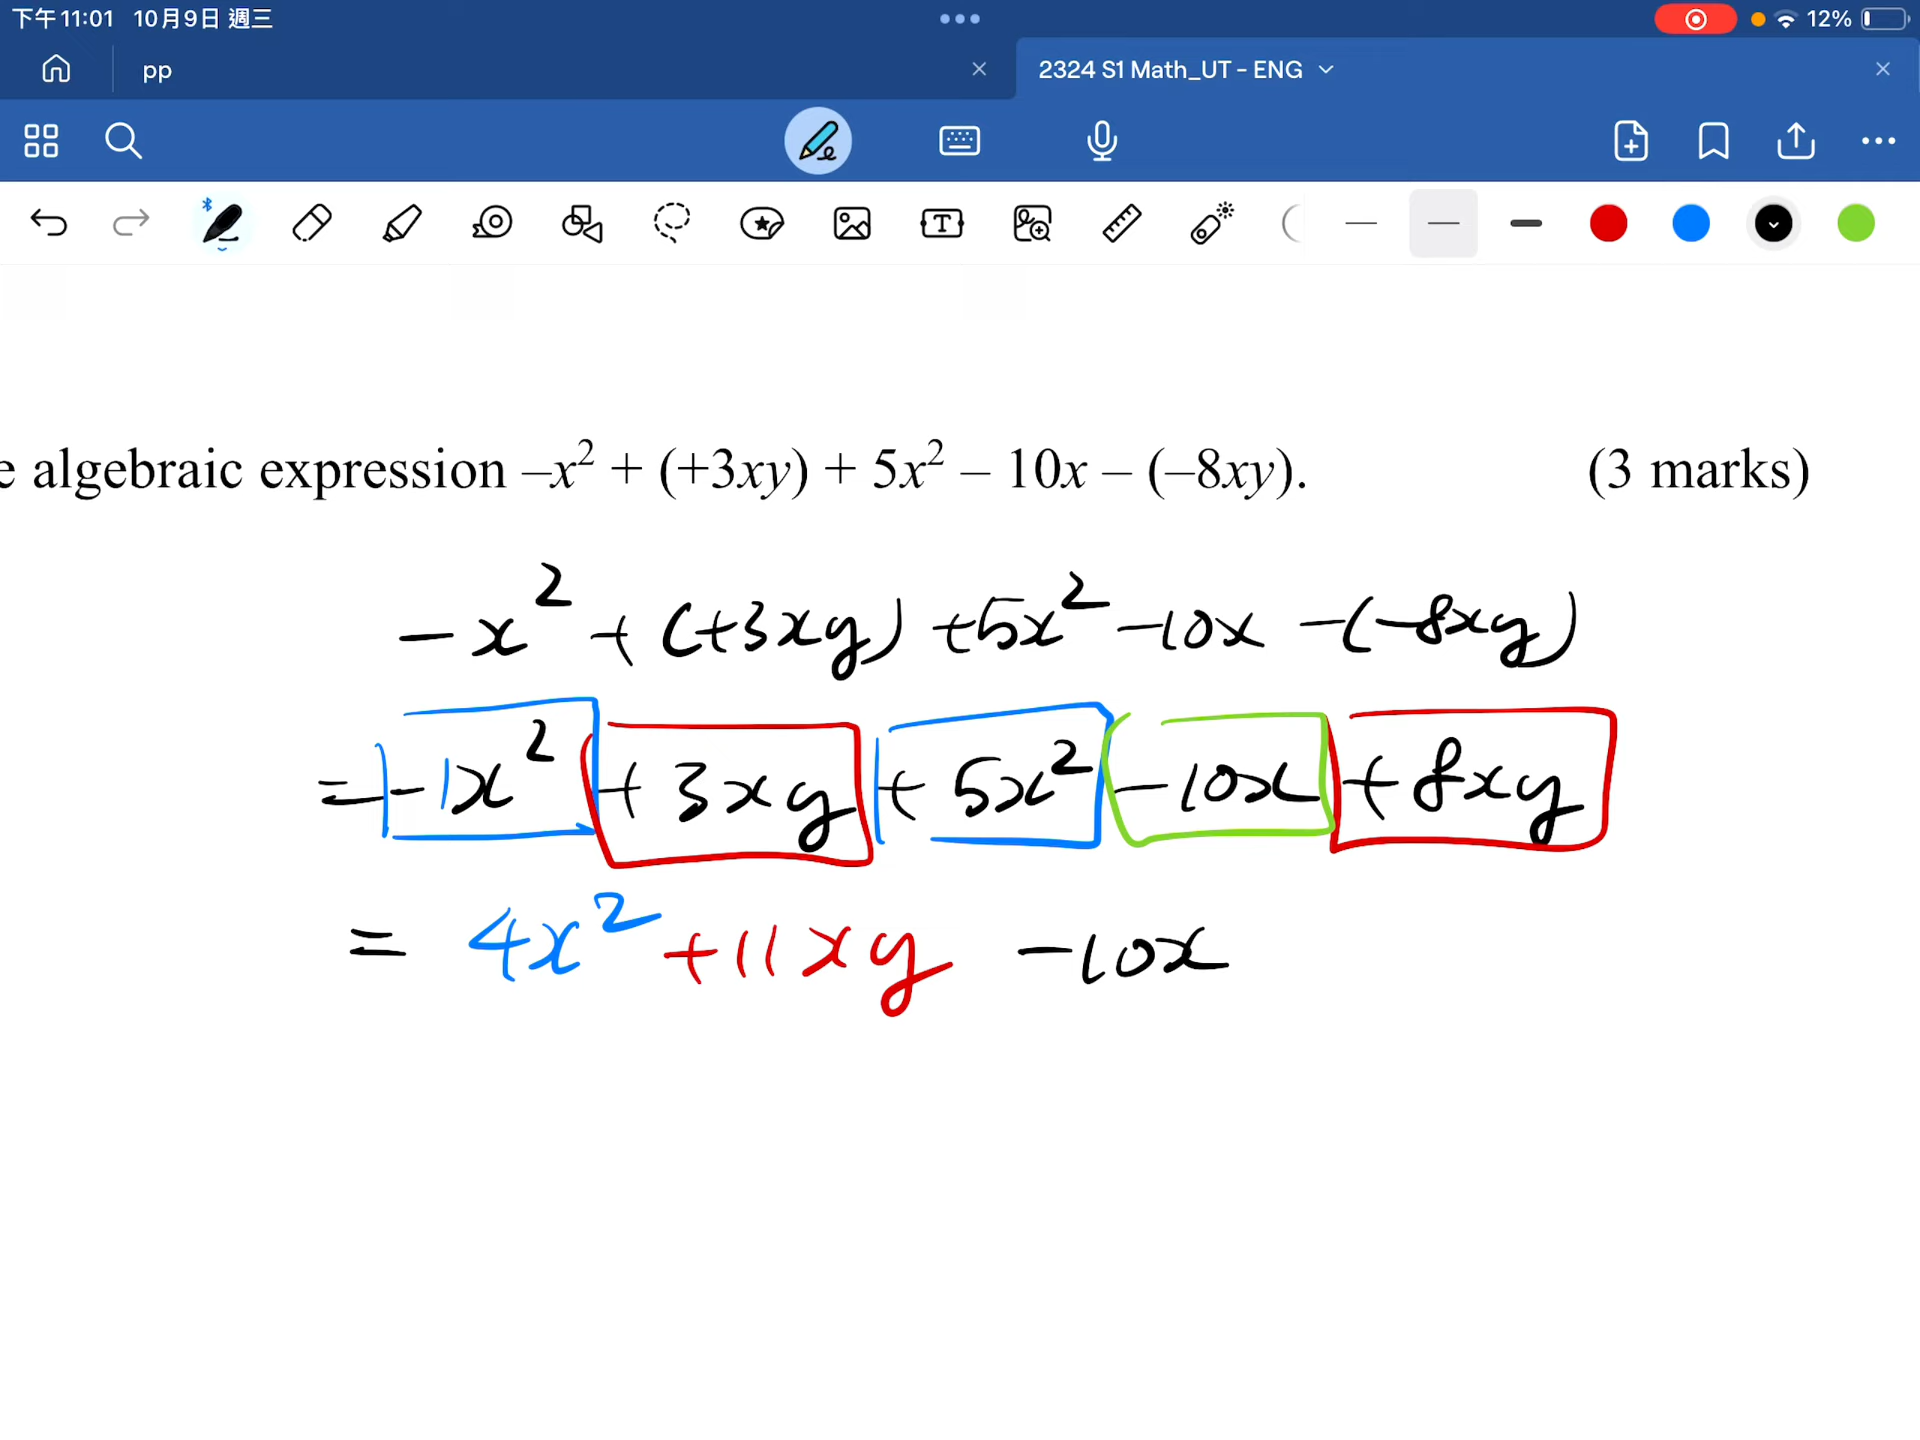 下午11:01 10月9日 週三
12%
pp
2324 S1 Math_UT - ENG
e algebraic expression –x² + (+3xy) + 5x² – 10x – (–8xy). (3 marks)
-x² + (+3xy) +5x² -10x -(-8xy)
= -1x² + 3xy + 5x² -10x + 8xy
= 4x² +11xy -10x